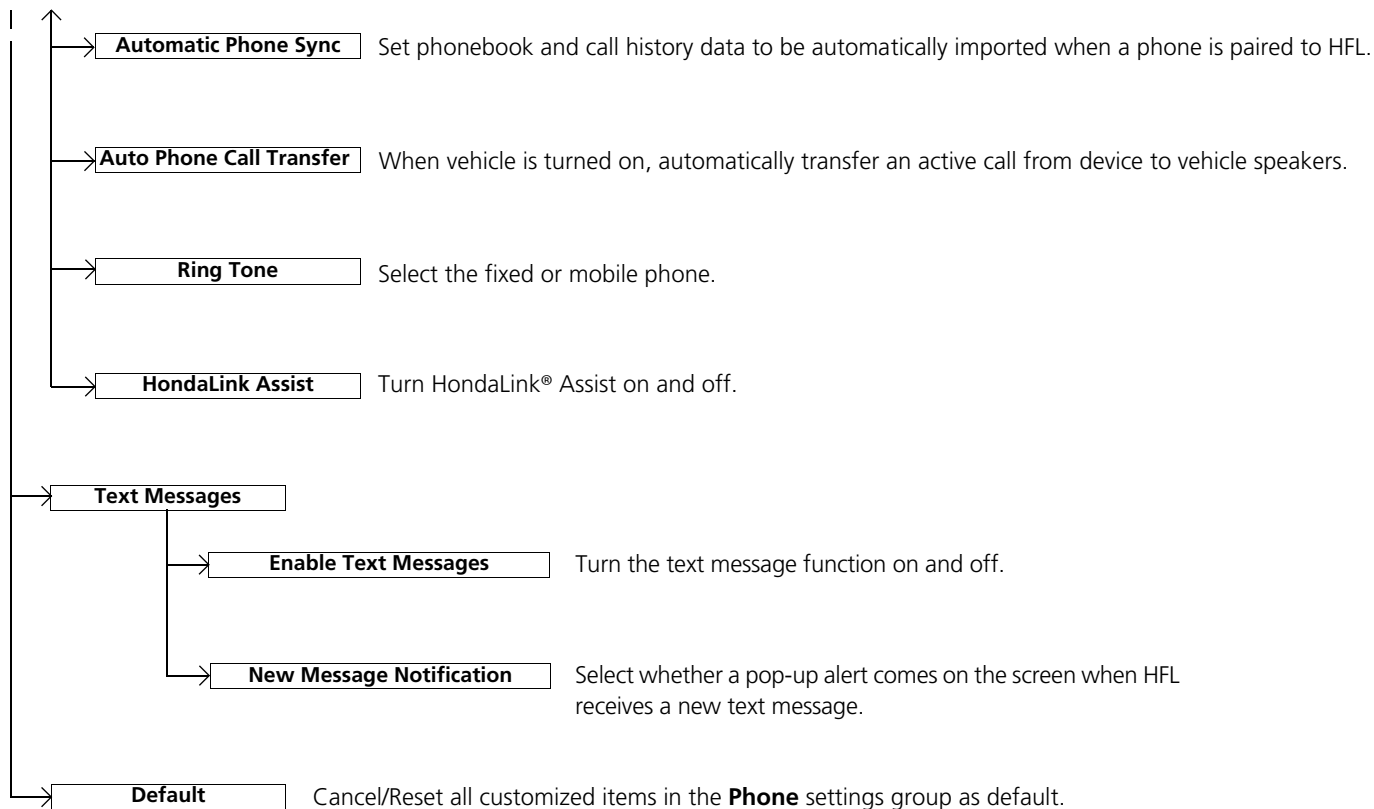 Automatic Phone Sync Set phonebook and call history data to be automatically imported when a phone is paired to HFL.
Auto Phone Call Transfer When vehicle is turned on, automatically transfer an active call from device to vehicle speakers.
Ring Tone Select the fixed or mobile phone.
HondaLink Assist Turn HondaLink® Assist on and off.
Text Messages
Enable Text Messages Turn the text message function on and off.
New Message Notification Select whether a pop-up alert comes on the screen when HFL
receives a new text message.
Default Cancel/Reset all customized items in the Phone settings group as default.